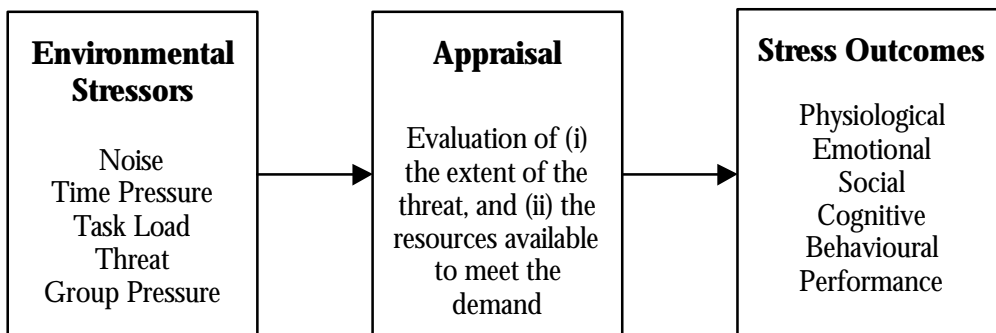 Environmental
Stressors
Noise
Time Pressure
Task Load
Threat
Group Pressure
Appraisal
Evaluation of (i)
the extent of the
threat, and (ii) the
resources available
to meet the
demand
Stress Outcomes
Physiological
Emotional
Social
Cognitive
Behavioural
Performance